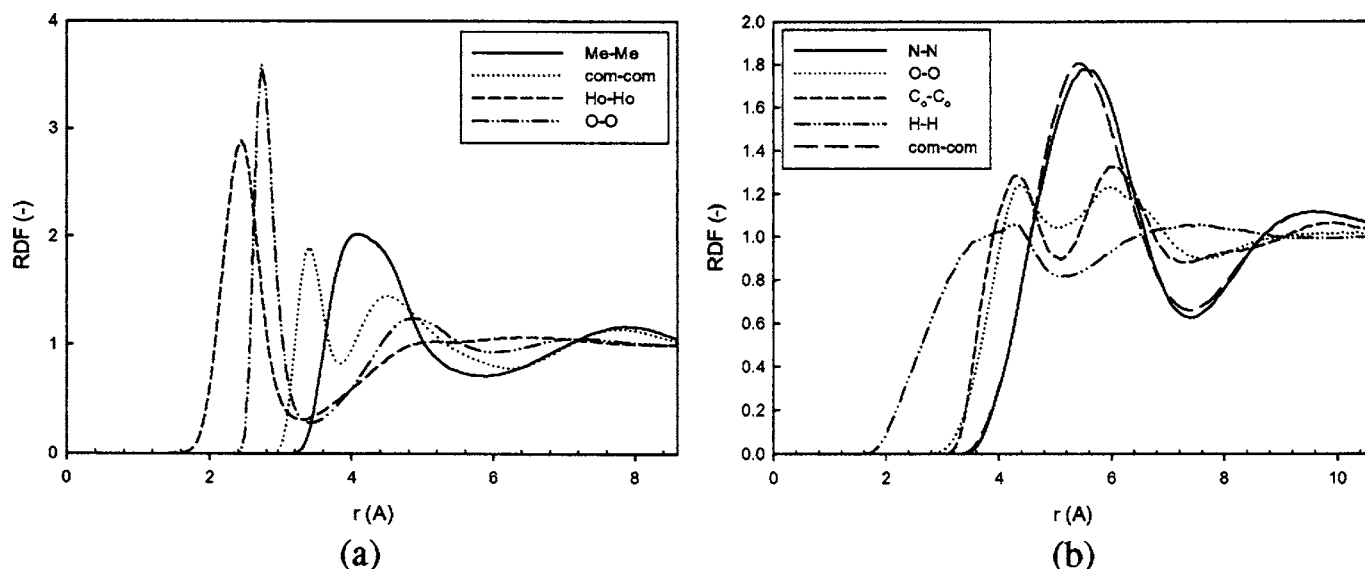 4
3
2
1
0
RDF (-)
Me-Me
com-com
Ho-Ho
O-O
0 2 4 6 8
r (A)
(a)
2.0
1.8
1.6
1.4
1.2
1.0
0.8
0.6
0.4
0.2
0.0
RDF (-)
N-N
O-O
Co-Co
H-H
com-com
0 2 4 6 8 10
r (A)
(b)